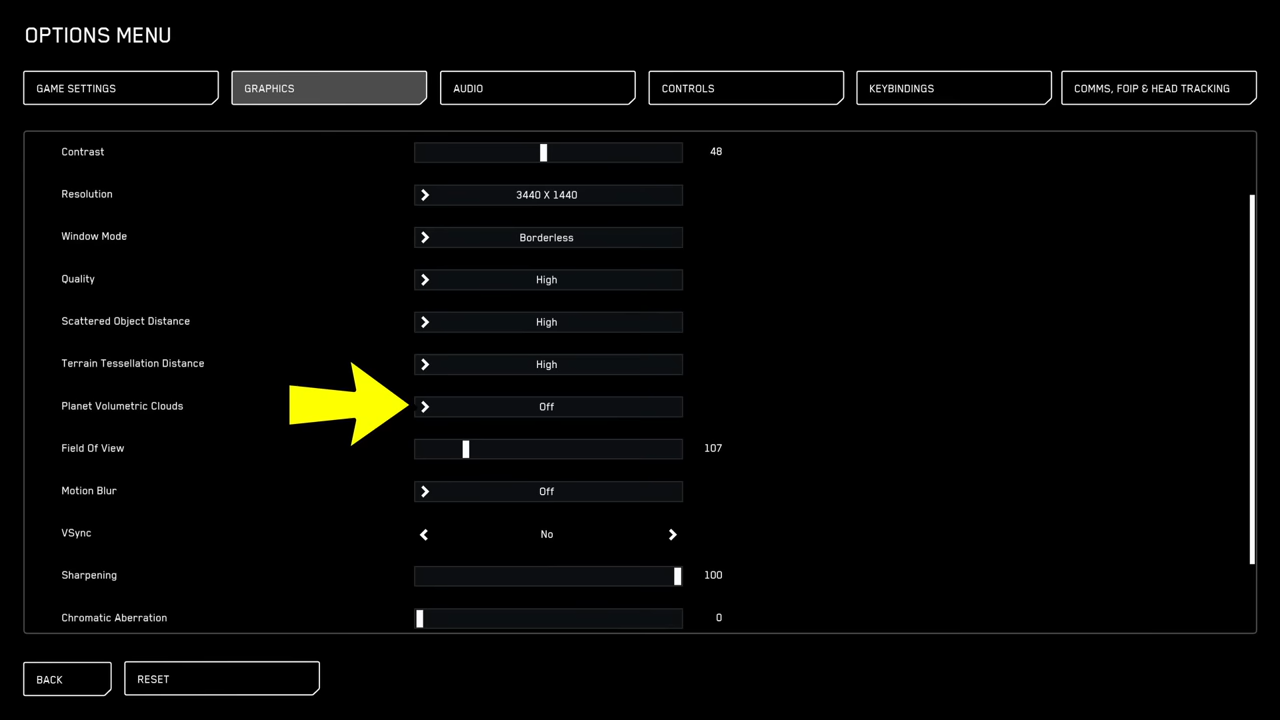 OPTIONS MENU
GAME SETTINGS GRAPHICS AUDIO CONTROLS KEYBINDINGS COMMS, FOIP & HEAD TRACKING
Contrast 48
Resolution 3440 X 1440
Window Mode Borderless
Quality High
Scattered Object Distance High
Terrain Tessellation Distance High
Planet Volumetric Clouds Off
Field Of View 107
Motion Blur Off
VSync No
Sharpening 100
Chromatic Aberration 0
BACK RESET